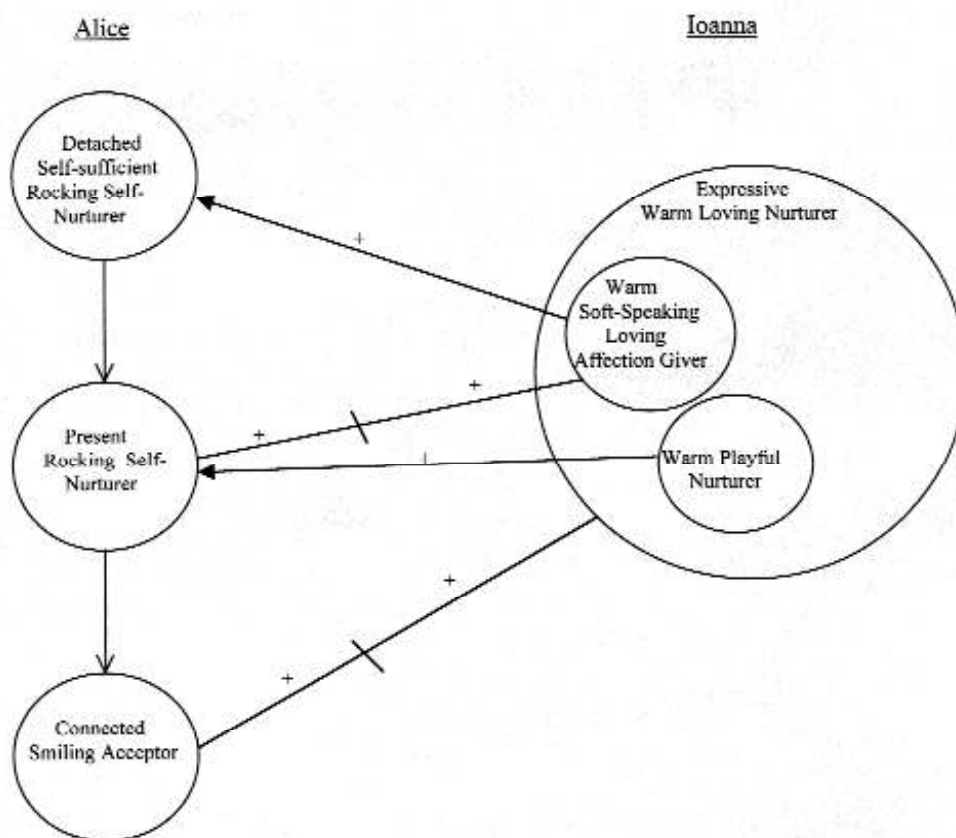 Alice
Ioanna
Detached
Self-sufficient
Rocking Self-
Nurturer
Expressive
Warm Loving Nurturer
+
Warm
Soft-Speaking
Loving
Affection Giver
+
+
Present
Rocking Self-
Nurturer
+
Warm Playful
Nurturer
+
+
Connected
Smiling Acceptor